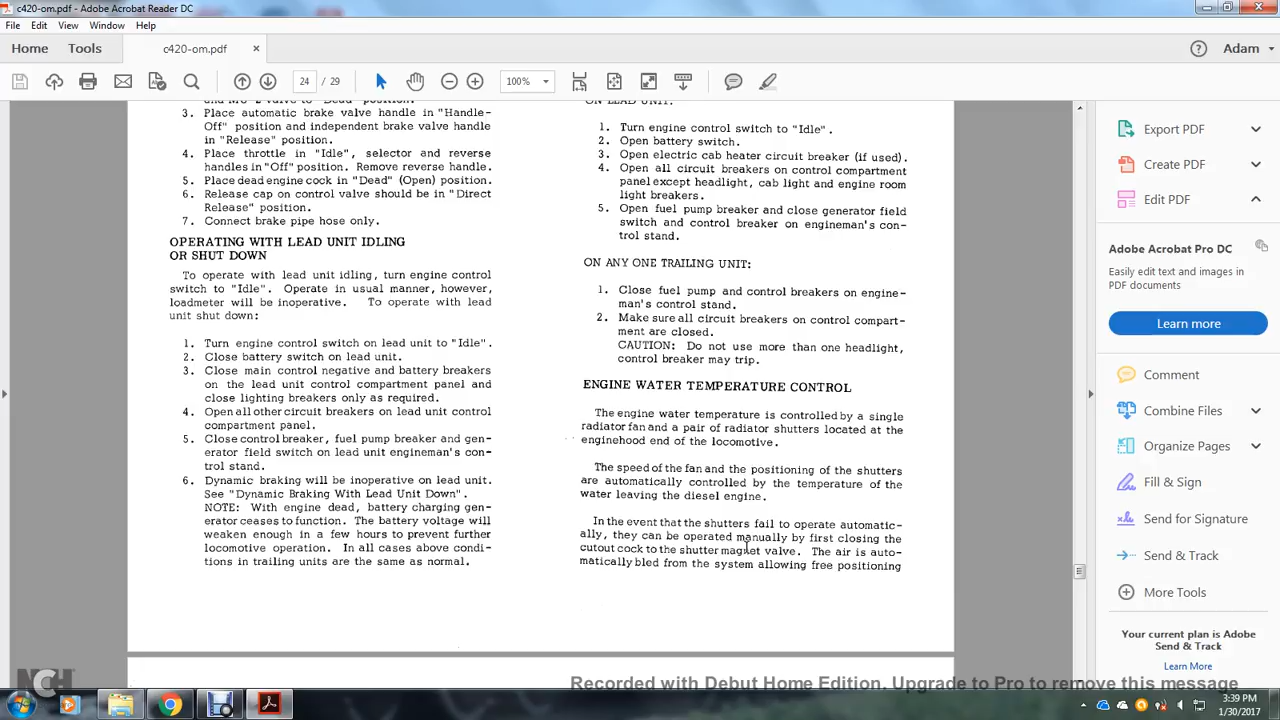 c420-om.pdf - Adobe Acrobat Reader DC
File Edit View Window Help
Home Tools c420-om.pdf × Adam
24 / 29 100%
and MU-2 valve to "Dead" position.
3. Place automatic brake valve handle in "Handle-
Off" position and independent brake valve handle
in "Release" position.
4. Place throttle in "Idle", selector and reverse
handles in "Off" position. Remove reverse handle.
5. Place dead engine cock in "Dead" (Open) position.
6. Release cap on control valve should be in "Direct
Release" position.
7. Connect brake pipe hose only.
OPERATING WITH LEAD UNIT IDLING
OR SHUT DOWN
To operate with lead unit idling, turn engine control
switch to "Idle". Operate in usual manner, however,
loadmeter will be inoperative. To operate with lead
unit shut down:
1. Turn engine control switch on lead unit to "Idle".
2. Close battery switch on lead unit.
3. Close main control negative and battery breakers
on the lead unit control compartment panel and
close lighting breakers only as required.
4. Open all other circuit breakers on lead unit control
compartment panel.
5. Close control breaker, fuel pump breaker and gen-
erator field switch on lead unit engineman's con-
trol stand.
6. Dynamic braking will be inoperative on lead unit.
See "Dynamic Braking With Lead Unit Down".
NOTE: With engine dead, battery charging gen-
erator ceases to function. The battery voltage will
weaken enough in a few hours to prevent further
locomotive operation. In all cases above condi-
tions in trailing units are the same as normal.
ON LEAD UNIT:
1. Turn engine control switch to "Idle".
2. Open battery switch.
3. Open electric cab heater circuit breaker (if used).
4. Open all circuit breakers on control compartment
panel except headlight, cab light and engine room
light breakers.
5. Open fuel pump breaker and close generator field
switch and control breaker on engineman's con-
trol stand.
ON ANY ONE TRAILING UNIT:
1. Close fuel pump and control breakers on engine-
man's control stand.
2. Make sure all circuit breakers on control compart-
ment are closed.
CAUTION: Do not use more than one headlight,
control breaker may trip.
ENGINE WATER TEMPERATURE CONTROL
The engine water temperature is controlled by a single
radiator fan and a pair of radiator shutters located at the
enginehood end of the locomotive.
The speed of the fan and the positioning of the shutters
are automatically controlled by the temperature of the
water leaving the diesel engine.
In the event that the shutters fail to operate automatic-
ally, they can be operated manually by first closing the
cutout cock to the shutter magnet valve. The air is auto-
matically bled from the system allowing free positioning
Export PDF
Create PDF
Edit PDF
Adobe Acrobat Pro DC
Easily edit text and images in
PDF documents
Learn more
Comment
Combine Files
Organize Pages
Fill & Sign
Send for Signature
Send & Track
More Tools
Your current plan is Adobe
Send & Track
Learn More
NCH
Recorded with Debut Home Edition. Upgrade to Pro to remove this message
3:39 PM
1/30/2017